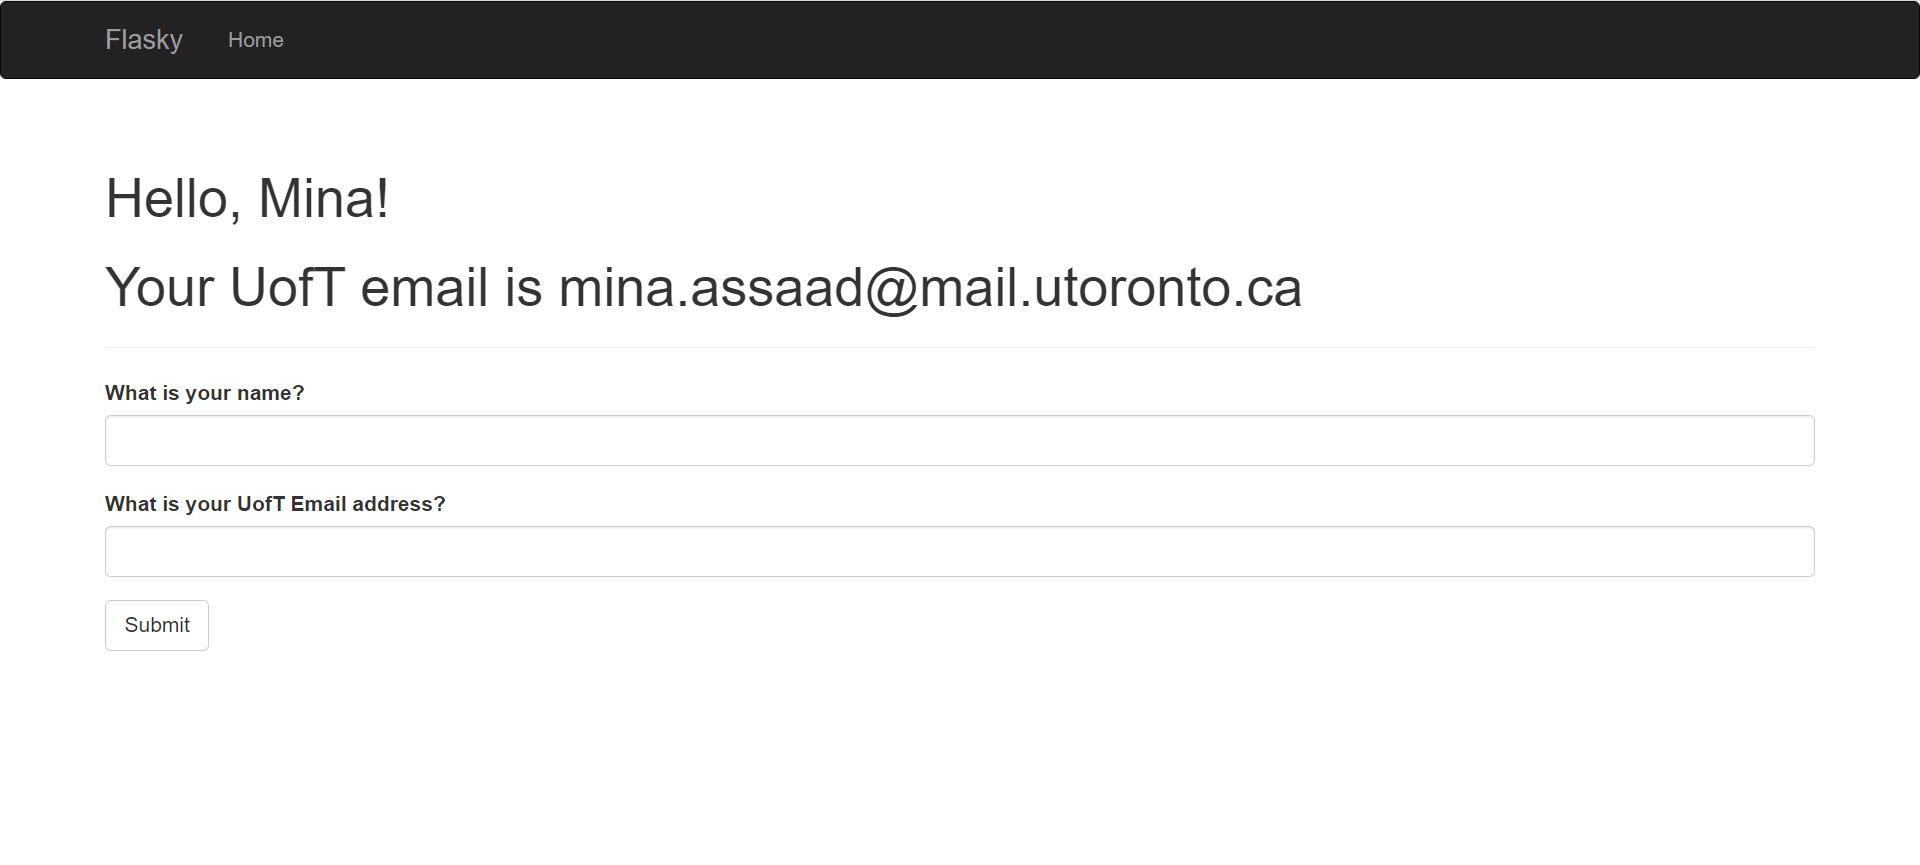 Flasky Home
Hello, Mina!
Your UofT email is mina.assaad@mail.utoronto.ca
What is your name?
What is your UofT Email address?
Submit